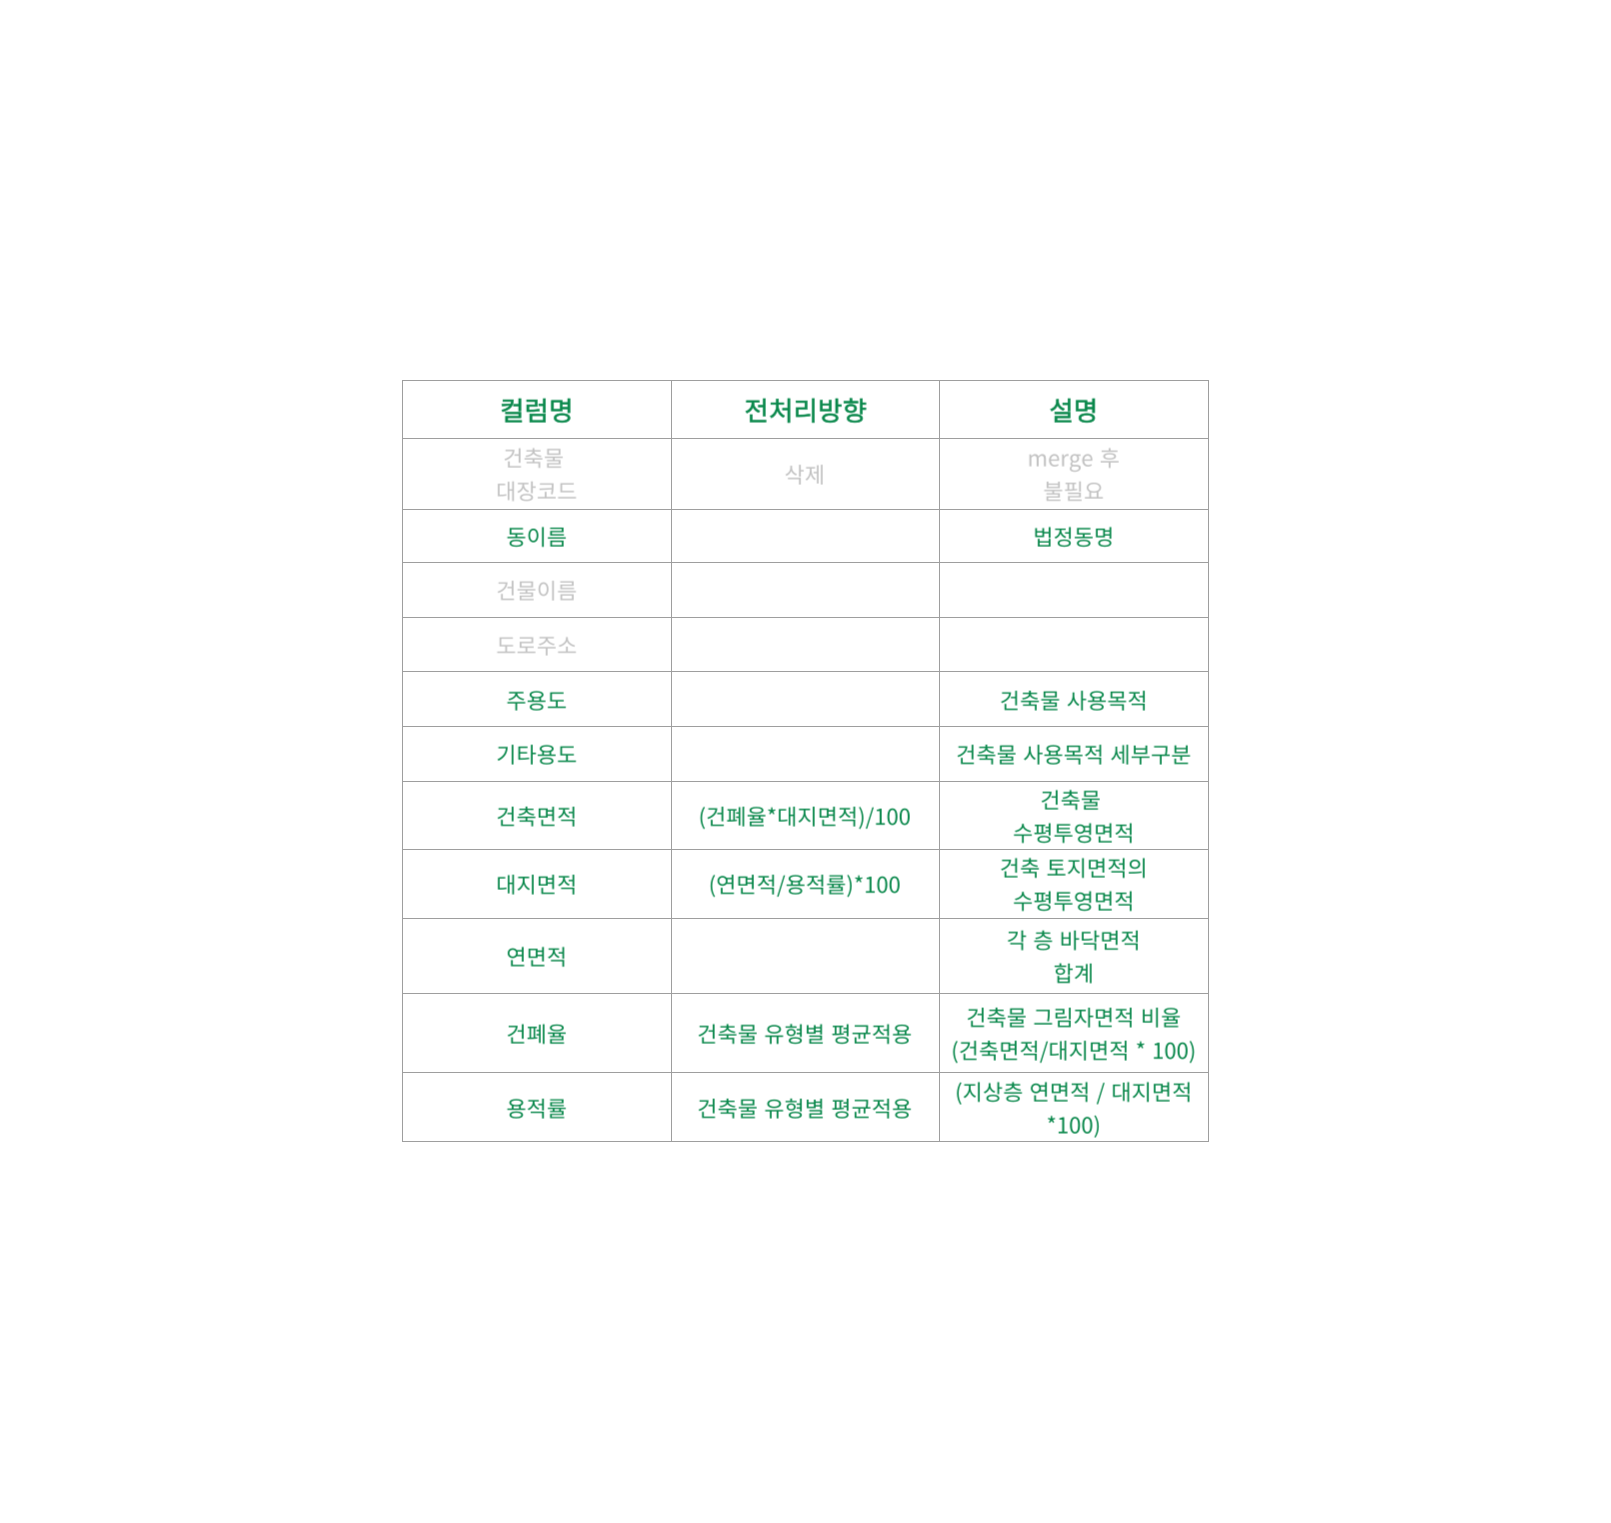 컬럼명 전처리방향 설명
건축물
대장코드
삭제
merge 후
불필요
동이름 법정동명
건물이름
도로주소
주용도 건축물 사용목적
기타용도 건축물 사용목적 세부구분
건축면적 (건폐율*대지면적)/100
건축물
수평투영면적
대지면적 (연면적/용적률)*100
건축 토지면적의
수평투영면적
연면적
각 층 바닥면적
합계
건폐율 건축물 유형별 평균적용
건축물 그림자면적 비율
(건축면적/대지면적 * 100)
용적률 건축물 유형별 평균적용
(지상층 연면적 / 대지면적
*100)